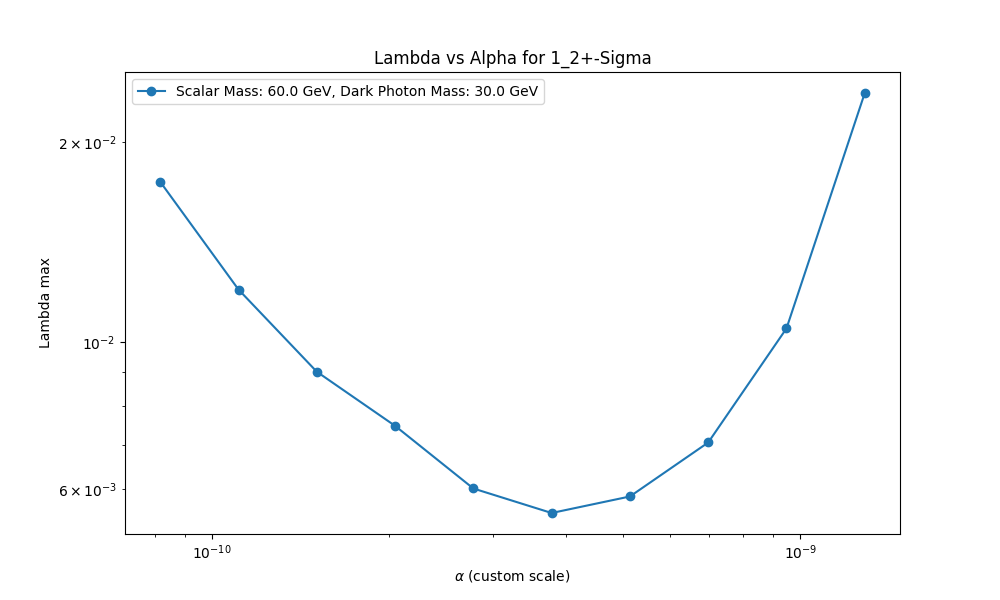 Lambda vs Alpha for 1_2+-Sigma
Scalar Mass: 60.0 GeV, Dark Photon Mass: 30.0 GeV
2 × 10⁻²
10⁻²
6 × 10⁻³
Lambda max
10⁻¹⁰
10⁻⁹
α (custom scale)